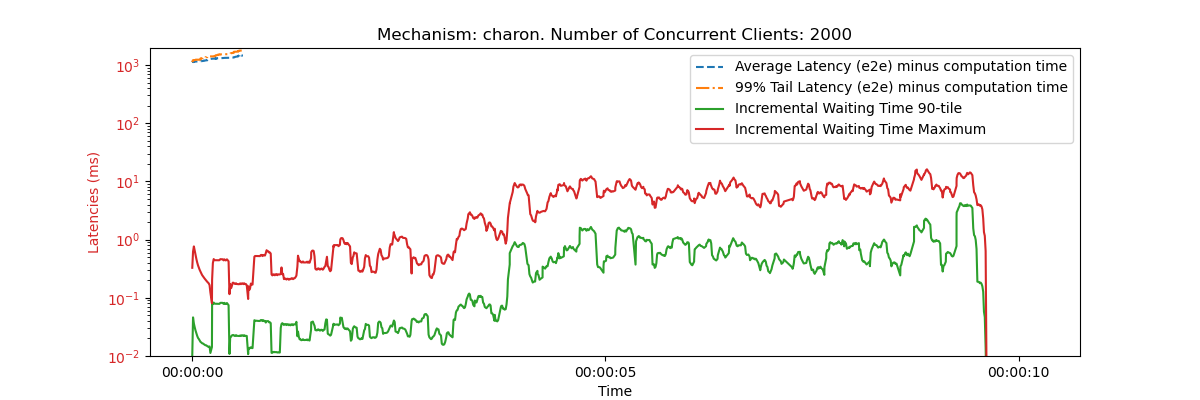 Mechanism: charon. Number of Concurrent Clients: 2000
Average Latency (e2e) minus computation time
99% Tail Latency (e2e) minus computation time
Incremental Waiting Time 90-tile
Incremental Waiting Time Maximum
Latencies (ms)
10³
10²
10¹
10⁰
10⁻¹
10⁻²
00:00:00
00:00:05
00:00:10
Time